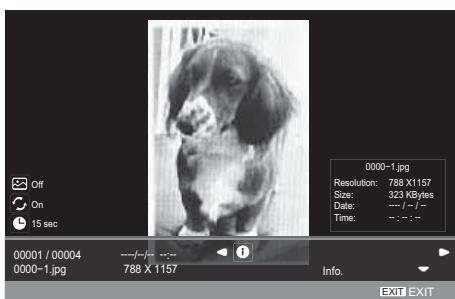 Off
On
15 sec
0000-1.jpg
Resolution: 788 X1157
Size: 323 KBytes
Date: ---- / -- / --
Time: -- : -- : --
00001 / 00004 ----/--/-- --:--
0000-1.jpg 788 X 1157
Info.
EXIT EXIT